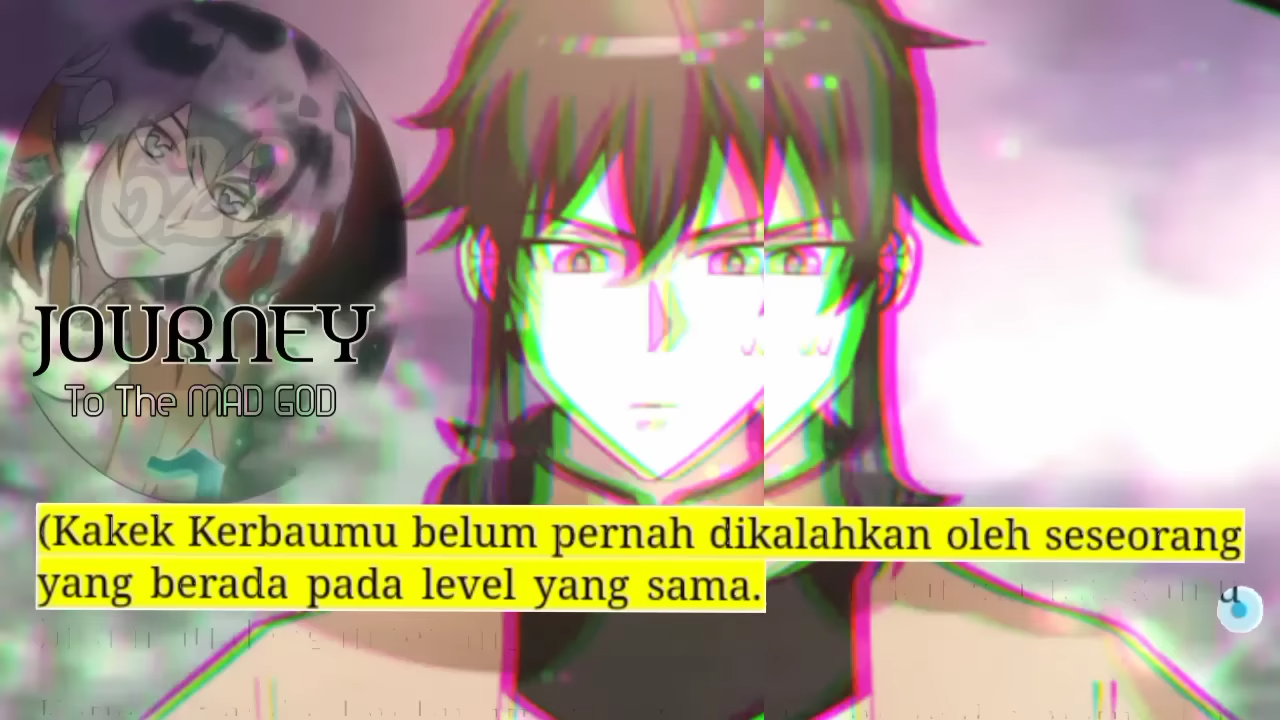 JOURNEY
To The MAD GOD
(Kakek Kerbaumu belum pernah dikalahkan oleh seseorang
yang berada pada level yang sama.